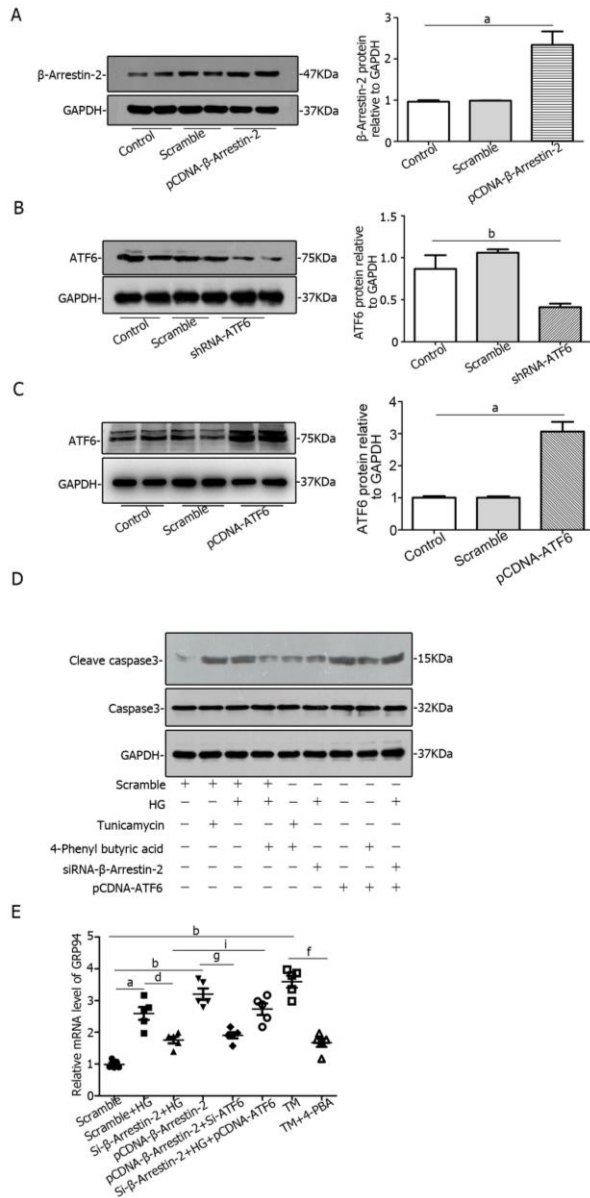 A
β-Arrestin-2-
-47KDa
GAPDH-
-37KDa
Control
Scramble
pCDNA-β-Arrestin-2
β-Arrestin-2 protein
relative to GAPDH
3
2
1
0
a
Control
Scramble
pCDNA-β-Arrestin-2
B
ATF6-
-75KDa
GAPDH-
-37KDa
Control
Scramble
shRNA-ATF6
ATF6 protein relative
to GAPDH
1.5
1.0
0.5
0
b
Control
Scramble
shRNA-ATF6
C
ATF6-
-75KDa
GAPDH-
-37KDa
Control
Scramble
pCDNA-ATF6
ATF6 protein relative
to GAPDH
4
3
2
1
0
a
Control
Scramble
pCDNA-ATF6
D
Cleave caspase3-
-15KDa
Caspase3-
-32KDa
GAPDH-
-37KDa
Scramble + + + + − − − − −
HG − − + + − + − − +
Tunicamycin − + − − + − − − −
4-Phenyl butyric acid − − − + + − − + −
siRNA-β-Arrestin-2 − − − − − + − − +
pCDNA-ATF6 − − − − − − + + +
E
Relative mRNA level of GRP94
5
4
3
2
1
0
b
i
b
g
f
a
d
Scramble
Scramble+HG
Si-β-Arrestin-2+HG
pCDNA-β-Arrestin-2
pCDNA-β-Arrestin-2+Si-ATF6
Si-β-Arrestin-2+HG+pCDNA-ATF6
TM
TM+4-PBA